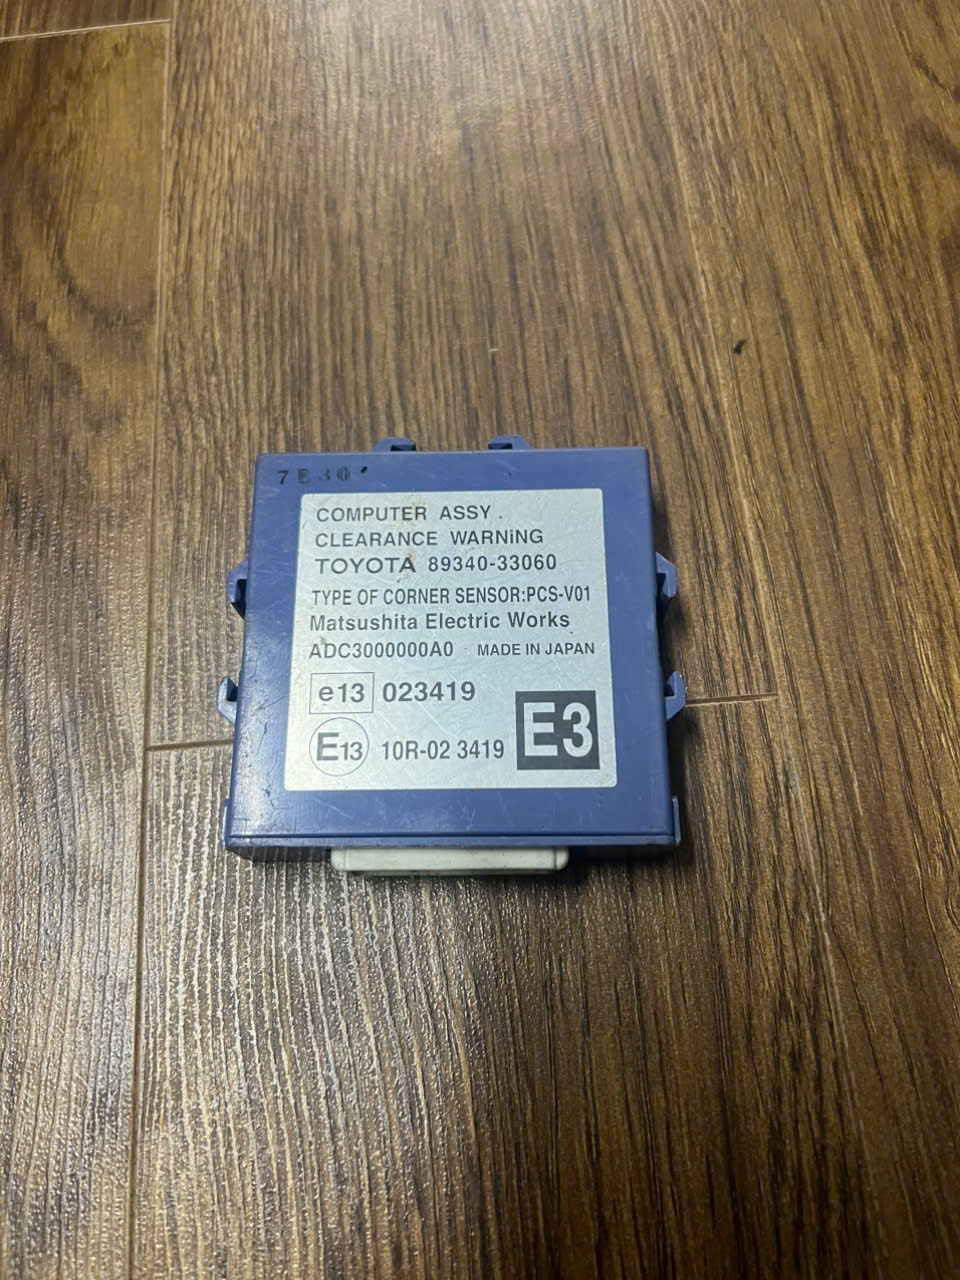 7E30
COMPUTER ASSY.
CLEARANCE WARNiNG
TOYOTA 89340-33060
TYPE OF CORNER SENSOR:PCS-V01
Matsushita Electric Works
ADC3000000A0 MADE IN JAPAN
e13 023419
E13 10R-02 3419
E3